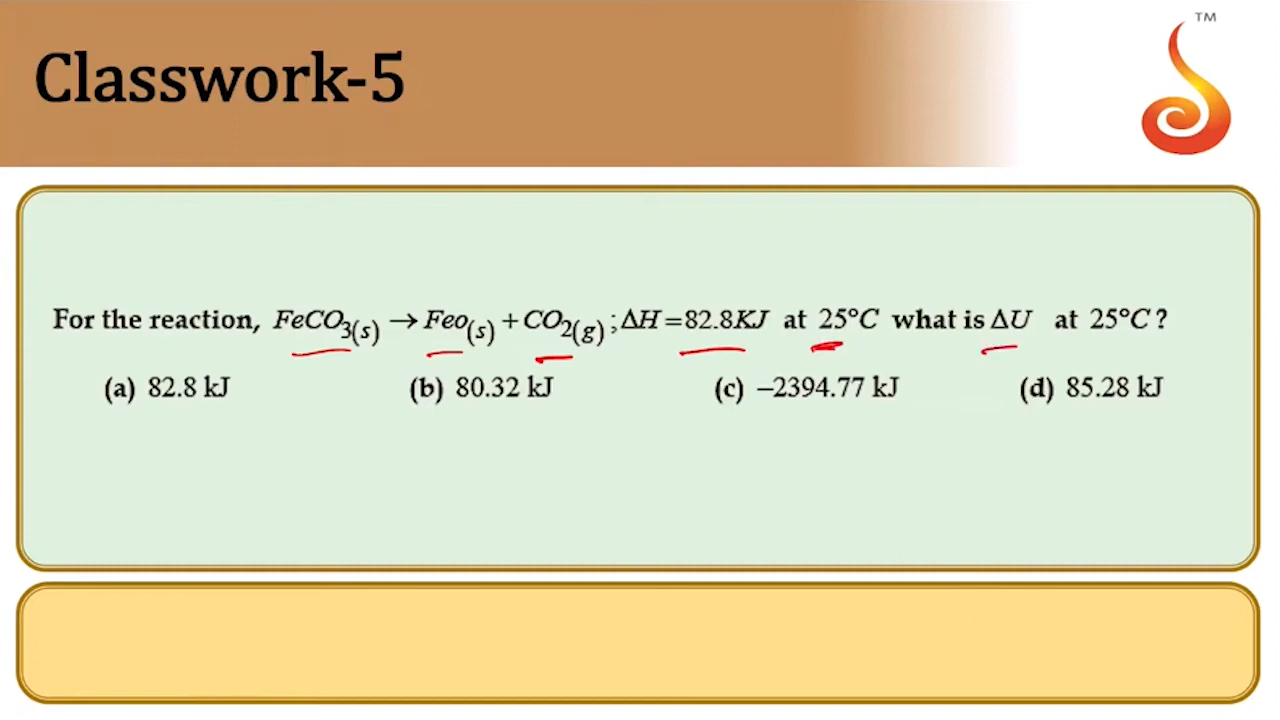 TM
Classwork-5
For the reaction, FeCO₃(s) → Feo(s) + CO₂(g) ; ΔH=82.8KJ at 25°C what is ΔU at 25°C?
(a) 82.8 kJ (b) 80.32 kJ (c) –2394.77 kJ (d) 85.28 kJ